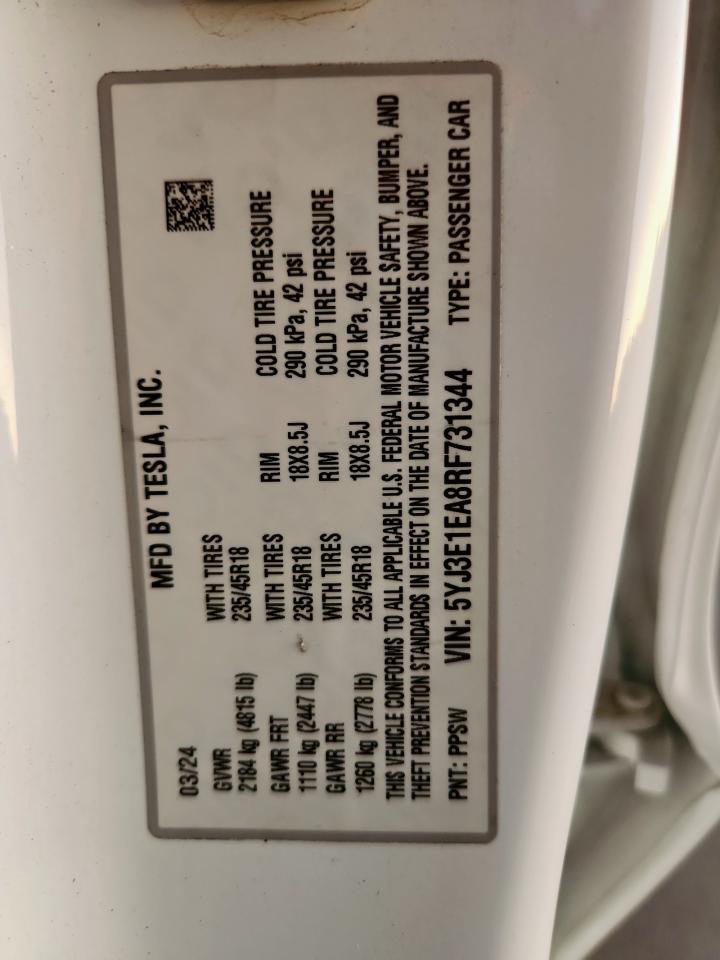 MFD BY TESLA, INC.
03/24
GVWR WITH TIRES
2184 kg (4815 lb) 235/45R18
GAWR FRT WITH TIRES RIM COLD TIRE PRESSURE
1110 kg (2447 lb) 235/45R18 18X8.5J 290 kPa, 42 psi
GAWR RR WITH TIRES RIM COLD TIRE PRESSURE
1260 kg (2778 lb) 235/45R18 18X8.5J 290 kPa, 42 psi
THIS VEHICLE CONFORMS TO ALL APPLICABLE U.S. FEDERAL MOTOR VEHICLE SAFETY, BUMPER, AND
THEFT PREVENTION STANDARDS IN EFFECT ON THE DATE OF MANUFACTURE SHOWN ABOVE.
PNT: PPSW VIN: 5YJ3E1EA8RF731344 TYPE: PASSENGER CAR